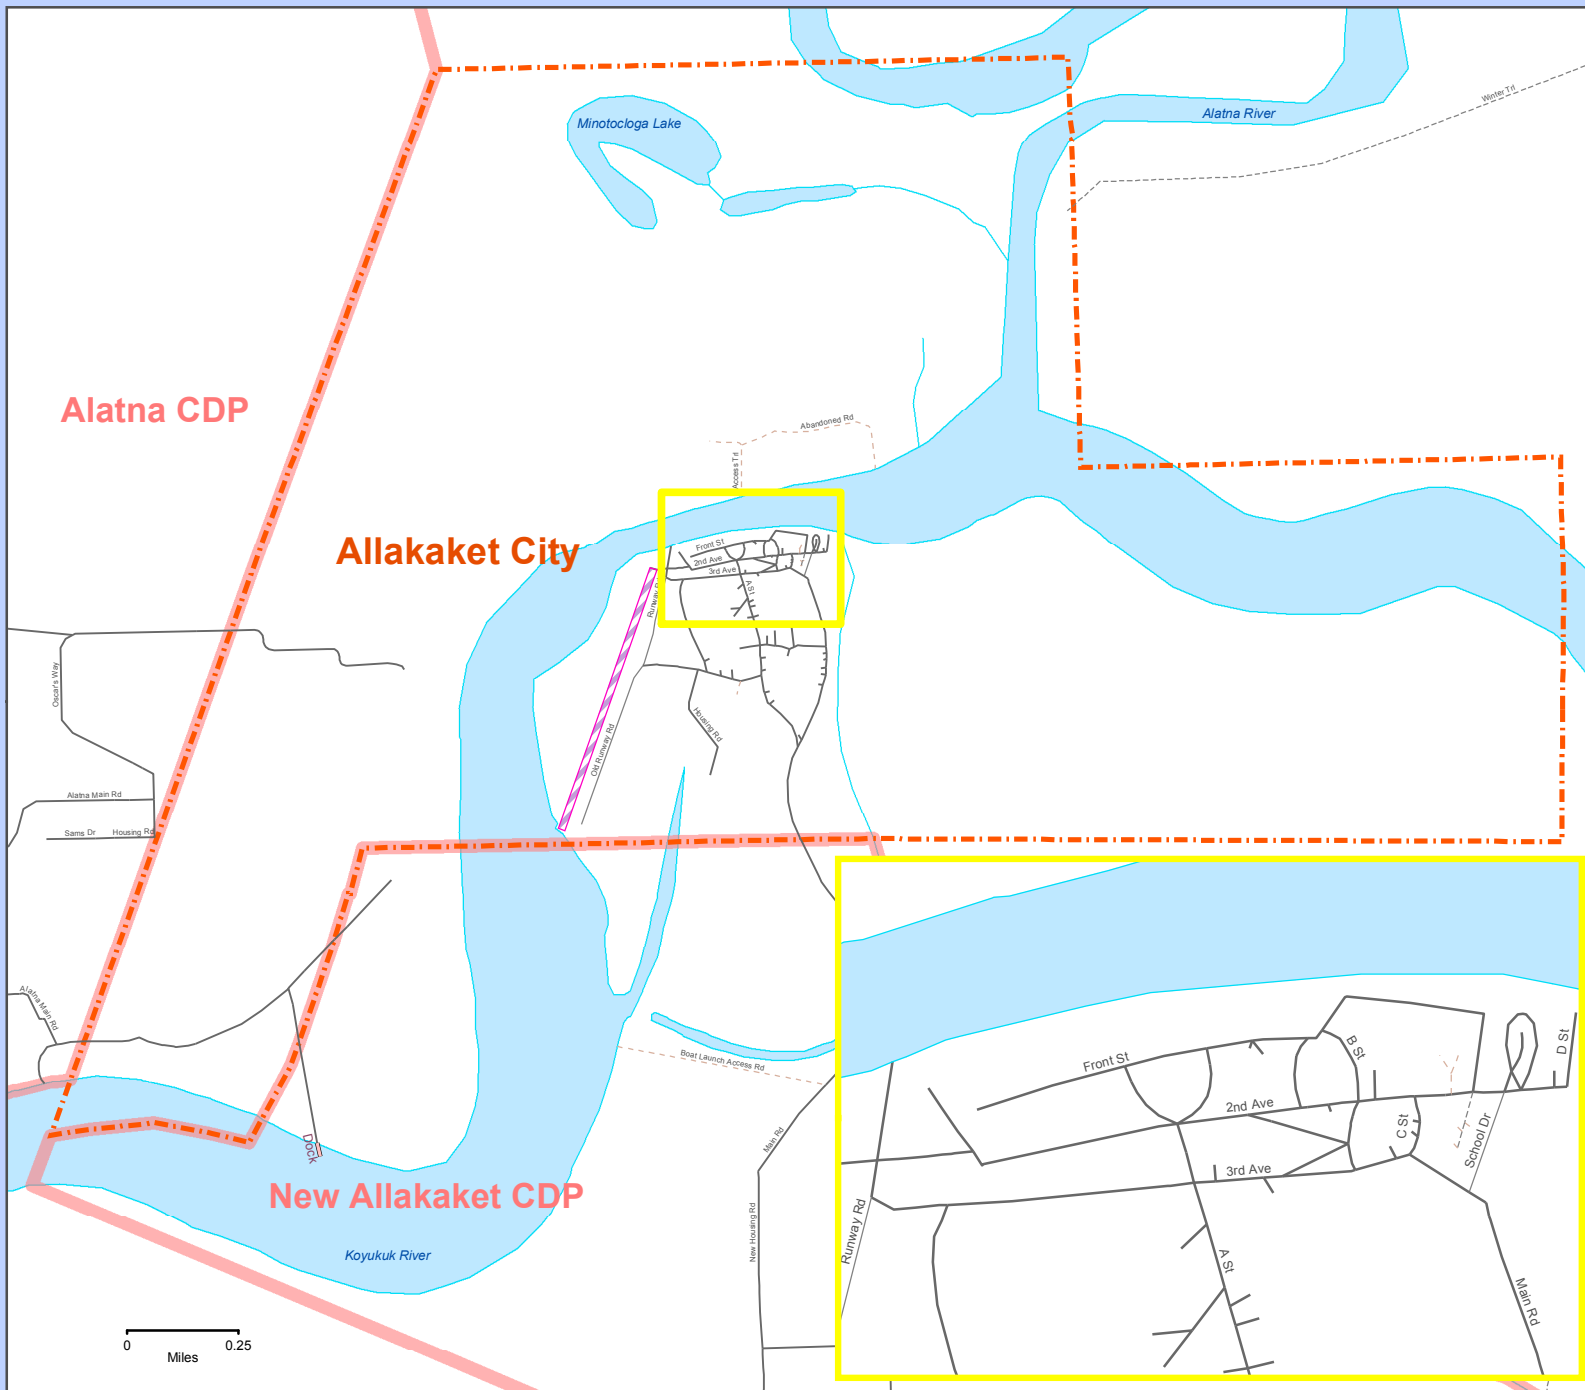 Minotocloga Lake
Alatna River
Winter Trl
Alatna CDP
Abandoned Rd
Access Trl
Allakaket City
Front St
2nd Ave
3rd Ave
A St
Runway R
Oscar's Way
Housing Rd
Old Runway Rd
Alatna Main Rd
Sams Dr
Housing Rd
Alatna Main Rd
Boat Launch Access Rd
Dock
Main Rd
New Allakaket CDP
New Housing Rd
Koyukuk River
0
0.25
Miles
Front St
B St
D St
2nd Ave
C St
School Dr
3rd Ave
Runway Rd
A St
Main Rd